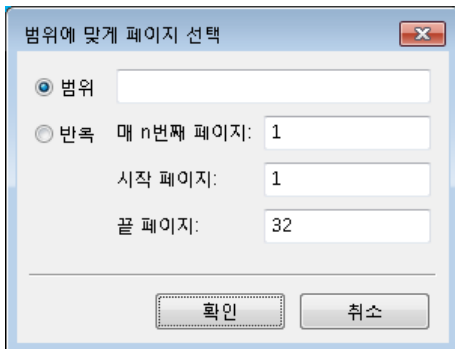 범위에 맞게 페이지 선택
범위
반복 매 n번째 페이지: 1
시작 페이지: 1
끝 페이지: 32
확인 취소